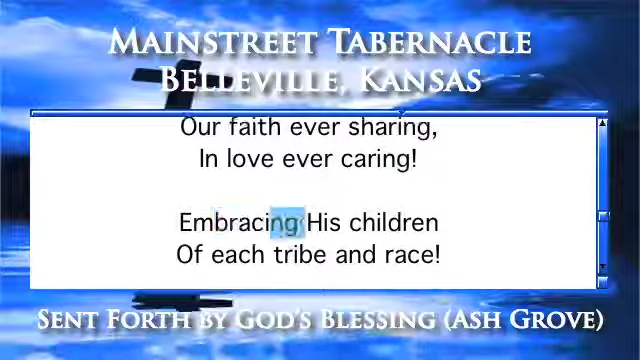 Mainstreet Tabernacle
Belleville, Kansas
Our faith ever sharing,
In love ever caring!
Embracing His children
Of each tribe and race!
Sent Forth by God's Blessing (Ash Grove)